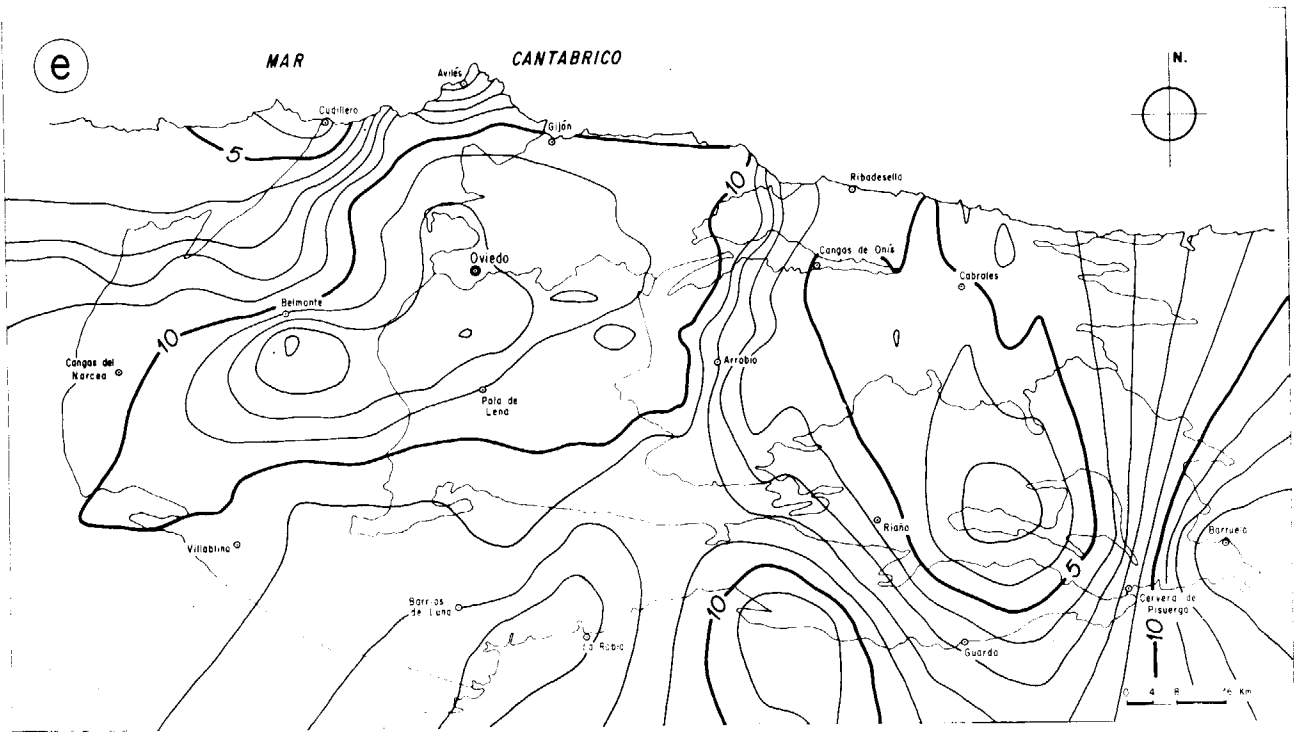 e
MAR CANTABRICO
N.
Avilés
Cudillero
Gijón
5
10
Ribadesella
Cangas de Onís
Oviedo
Cabrales
Belmonte
10
Cangas del
Narcea
Arrobio
Pola de
Lena
Riaño
Barruelo
Villablino
5
Barrios
de Luna
10
Cervera de
Pisuerga
La Robla
Guardo
10
0 4 8 16 Km